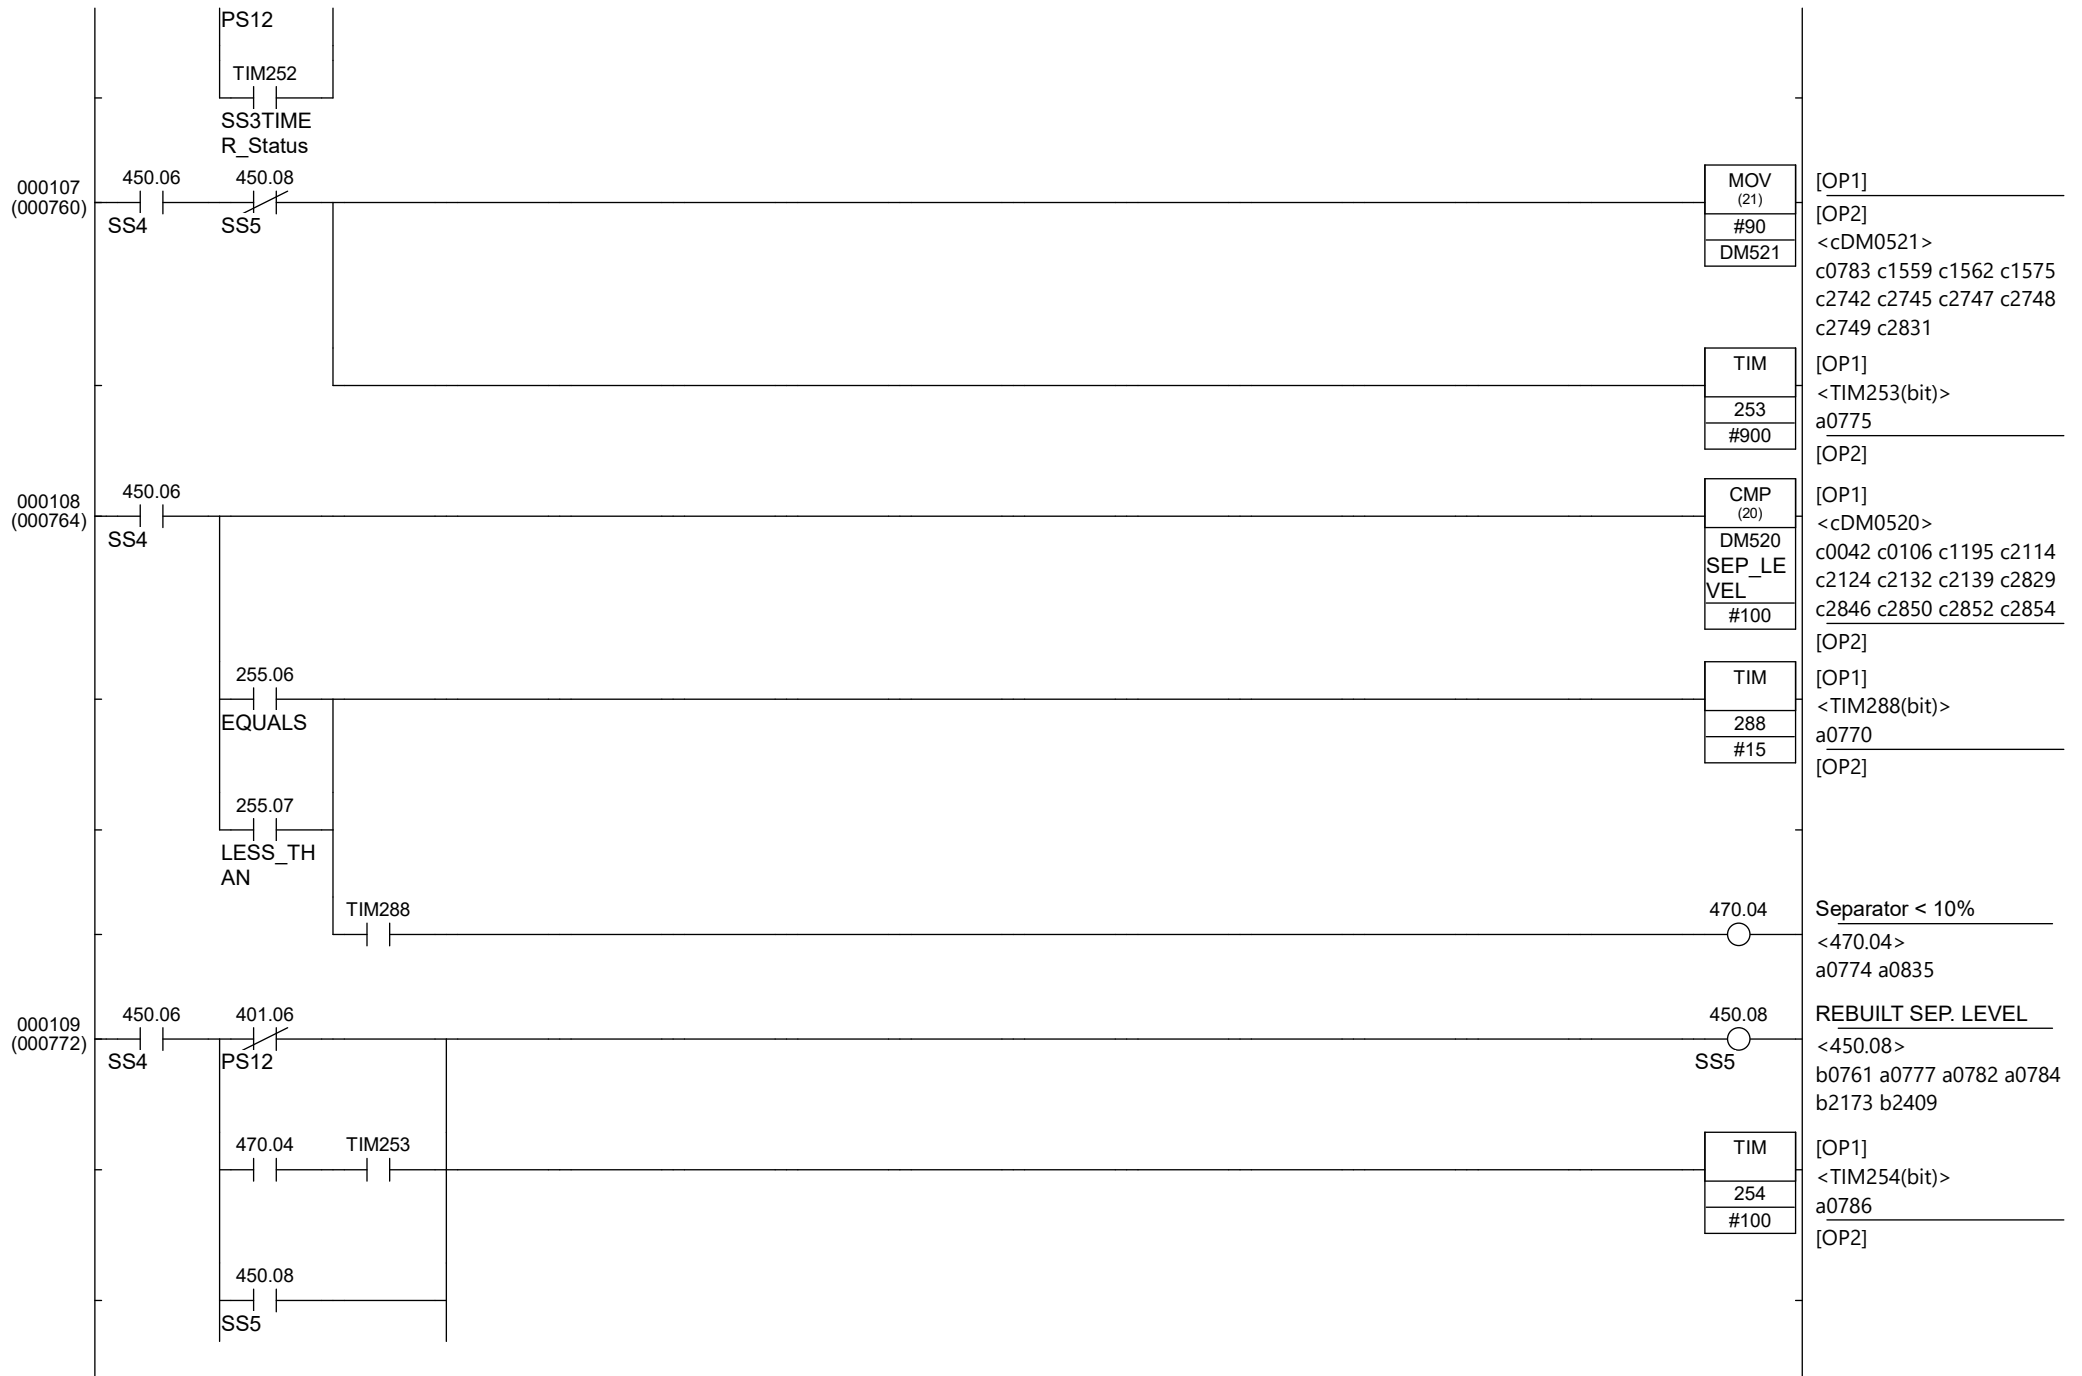 PS12
TIM252
SS3TIME
R_Status
000107
(000760)
450.06
SS4
450.08
SS5
MOV
(21)
#90
DM521
[OP1]
[OP2]
<cDM0521>
c0783 c1559 c1562 c1575
c2742 c2745 c2747 c2748
c2749 c2831
TIM
253
#900
[OP1]
<TIM253(bit)>
a0775
[OP2]
000108
(000764)
450.06
SS4
CMP
(20)
DM520
SEP_LE
VEL
#100
[OP1]
<cDM0520>
c0042 c0106 c1195 c2114
c2124 c2132 c2139 c2829
c2846 c2850 c2852 c2854
[OP2]
255.06
EQUALS
TIM
288
#15
[OP1]
<TIM288(bit)>
a0770
[OP2]
255.07
LESS_TH
AN
TIM288
470.04
Separator < 10%
<470.04>
a0774 a0835
000109
(000772)
450.06
SS4
401.06
PS12
450.08
SS5
REBUILT SEP. LEVEL
<450.08>
b0761 a0777 a0782 a0784
b2173 b2409
470.04
TIM253
TIM
254
#100
[OP1]
<TIM254(bit)>
a0786
[OP2]
450.08
SS5